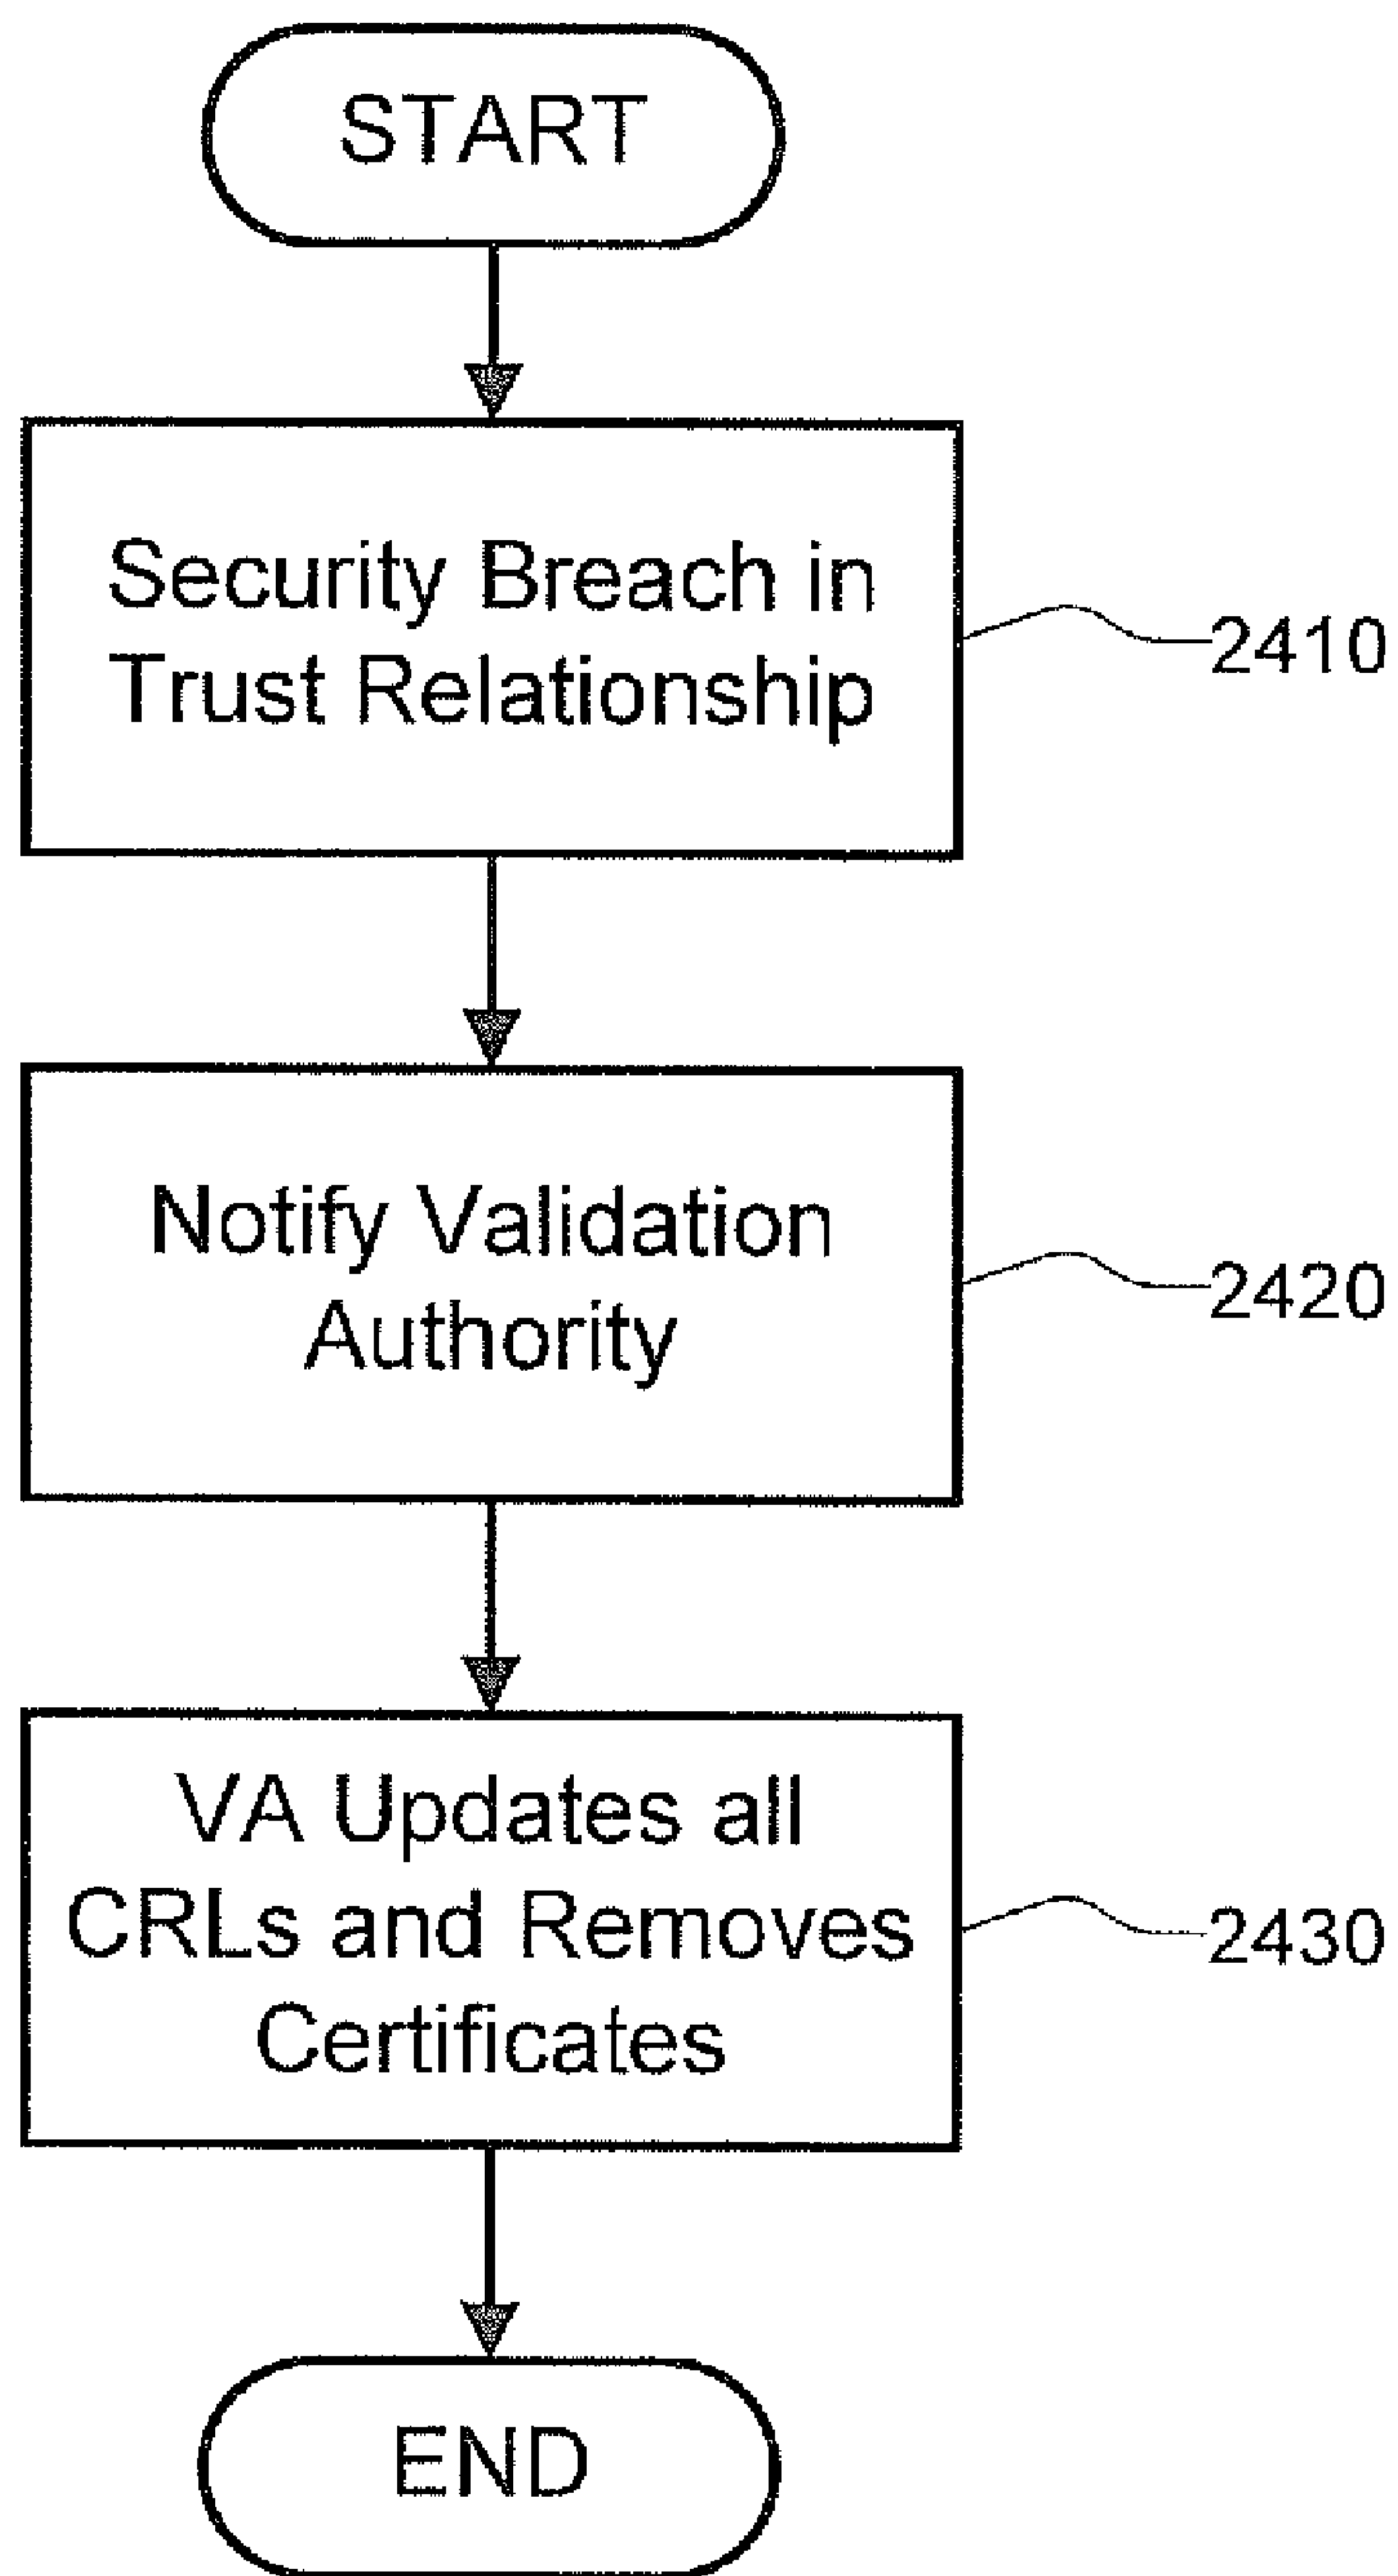 START
Security Breach in
Trust Relationship
2410
Notify Validation
Authority
2420
VA Updates all
CRLs and Removes
Certificates
2430
END